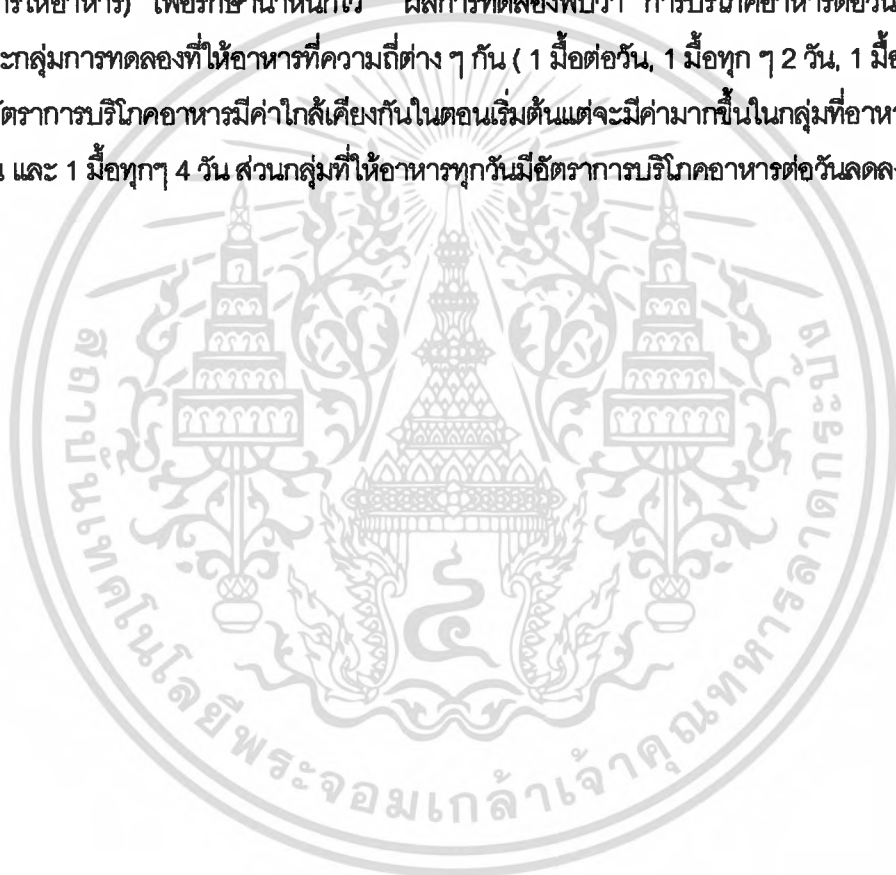 การให้อาหาร) เพื่อรักษาน้ำหนักไว้ ผลการทดลองพบว่า การบริโภคอาหารต่อวัน
ะกลุ่มการทดลองที่ให้อาหารที่ความถี่ต่าง ๆ กัน ( 1 มื้อต่อวัน, 1 มื้อทุก ๆ 2 วัน, 1 มื้อ
ัตราการบริโภคอาหารมีค่าใกล้เคียงกันในตอนเริ่มต้นแต่จะมีค่ามากขึ้นในกลุ่มที่อาหา
น และ 1 มื้อทุกๆ 4 วัน ส่วนกลุ่มที่ให้อาหารทุกวันมีอัตราการบริโภคอาหารต่อวันลดล
สถาบันเทคโนโลยีพระจอมเกล้าเจ้าคุณทหารลาดกระบัง